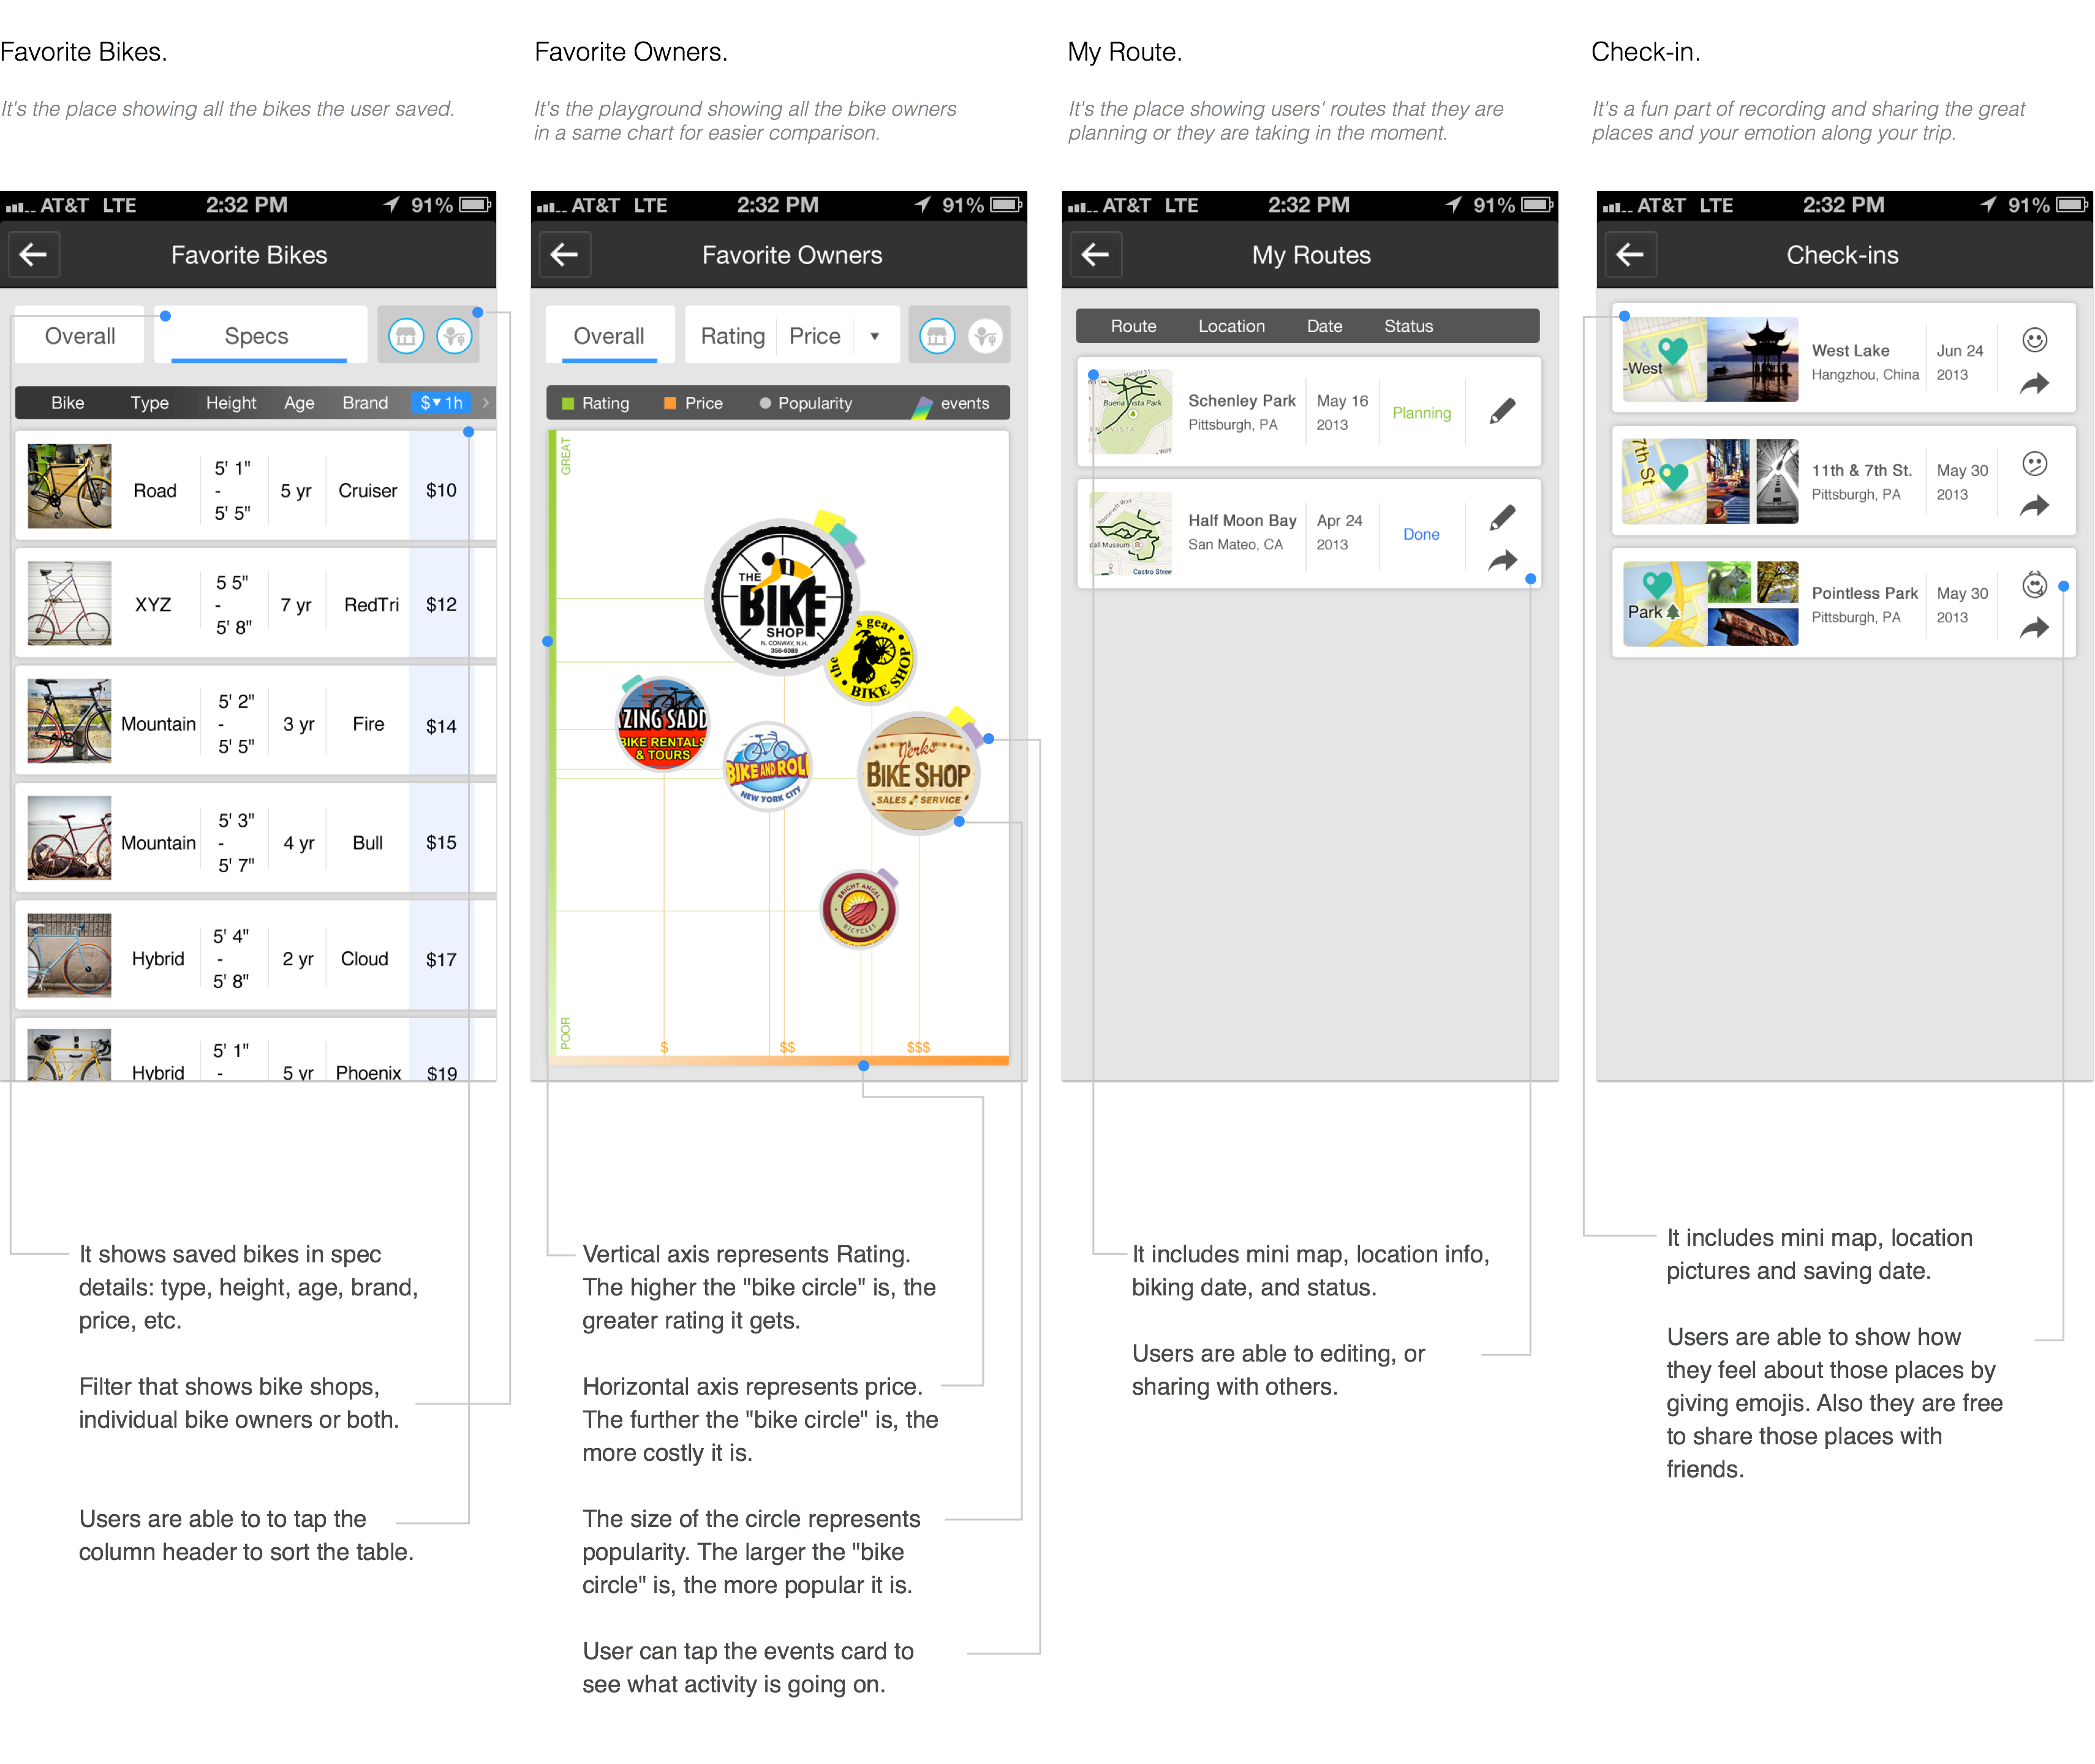 Favorite Bikes.
It's the place showing all the bikes the user saved.
AT&T LTE 2:32 PM 91%
Favorite Bikes
Overall Specs
Bike Type Height Age Brand $▾1h >
Road 5' 1" - 5' 5" 5 yr Cruiser $10
XYZ 5 5" - 5' 8" 7 yr RedTri $12
Mountain 5' 2" - 5' 5" 3 yr Fire $14
Mountain 5' 3" - 5' 7" 4 yr Bull $15
Hybrid 5' 4" - 5' 8" 2 yr Cloud $17
Hybrid 5' 1" - 5 yr Phoenix $19
It shows saved bikes in spec
details: type, height, age, brand,
price, etc.
Filter that shows bike shops,
individual bike owners or both.
Users are able to to tap the
column header to sort the table.
Favorite Owners.
It's the playground showing all the bike owners
in a same chart for easier comparison.
AT&T LTE 2:32 PM 91%
Favorite Owners
Overall Rating Price ▾
Rating Price Popularity events
GREAT
THE
BIKE
SHOP
N. CONWAY, N.H.
356-6089
s gear • BIKE SHOP • the
ZING SADD
BIKE RENTALS
& TOURS
BIKE AND ROLL
NEW YORK CITY
Jerks
BIKE SHOP
SALES SERVICE
BRIGHT ANGEL
BICYCLES
POOR
$ $$ $$$
Vertical axis represents Rating.
The higher the "bike circle" is, the
greater rating it gets.
Horizontal axis represents price.
The further the "bike circle" is, the
more costly it is.
The size of the circle represents
popularity. The larger the "bike
circle" is, the more popular it is.
User can tap the events card to
see what activity is going on.
My Route.
It's the place showing users' routes that they are
planning or they are taking in the moment.
AT&T LTE 2:32 PM 91%
My Routes
Route Location Date Status
Haight St
Buena Vista Park
Way
Schenley Park May 16 Planning
Pittsburgh, PA 2013
Roosevelt Way
all Museum
Castro Stree
Half Moon Bay Apr 24 Done
San Mateo, CA 2013
It includes mini map, location info,
biking date, and status.
Users are able to editing, or
sharing with others.
Check-in.
It's a fun part of recording and sharing the great
places and your emotion along your trip.
AT&T LTE 2:32 PM 91%
Check-ins
-West
West Lake Jun 24
Hangzhou, China 2013
7th St
11th & 7th St. May 30
Pittsburgh, PA 2013
Park
Pointless Park May 30
Pittsburgh, PA 2013
It includes mini map, location
pictures and saving date.
Users are able to show how
they feel about those places by
giving emojis. Also they are free
to share those places with
friends.